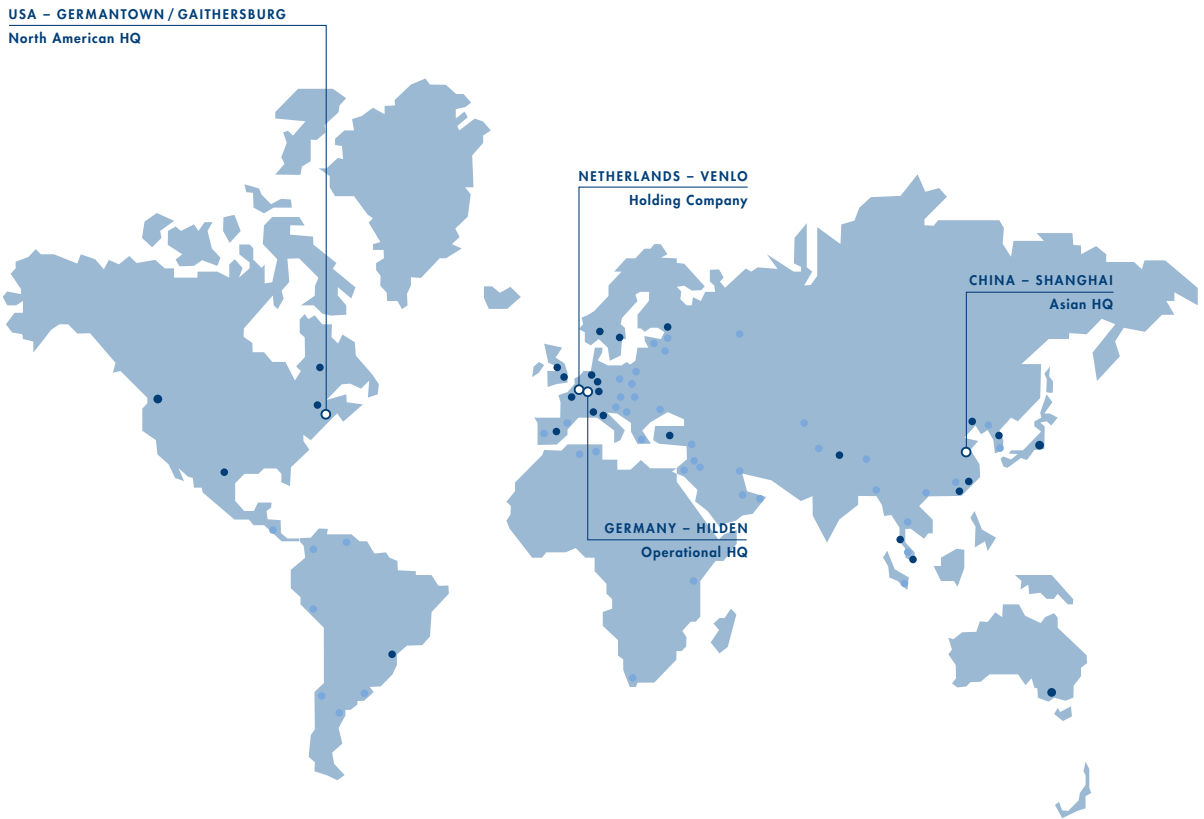 USA – GERMANTOWN / GAITHERSBURG
North American HQ
NETHERLANDS – VENLO
Holding Company
CHINA – SHANGHAI
Asian HQ
GERMANY – HILDEN
Operational HQ